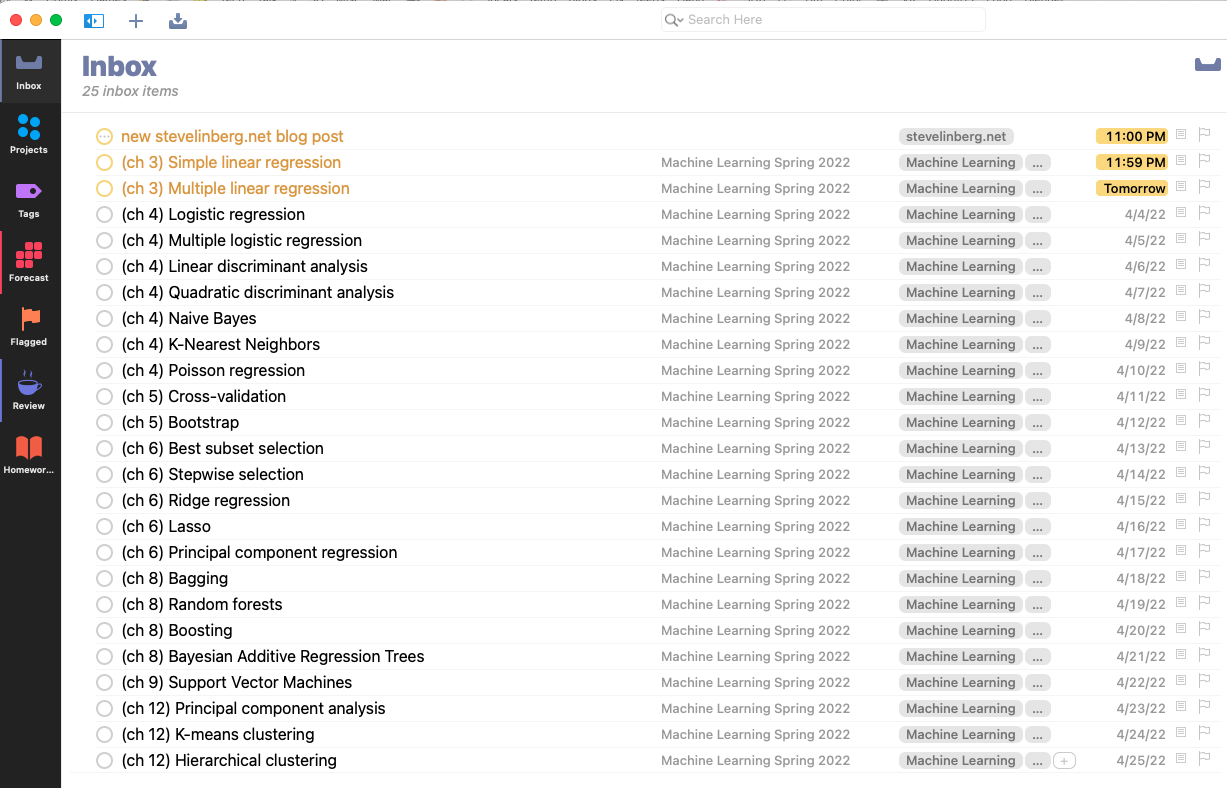 Search Here
Inbox
Projects
Tags
Forecast
Flagged
Review
Homewor...
Inbox
25 inbox items
new stevelinberg.net blog post stevelinberg.net 11:00 PM
(ch 3) Simple linear regression Machine Learning Spring 2022 Machine Learning ... 11:59 PM
(ch 3) Multiple linear regression Machine Learning Spring 2022 Machine Learning ... Tomorrow
(ch 4) Logistic regression Machine Learning Spring 2022 Machine Learning ... 4/4/22
(ch 4) Multiple logistic regression Machine Learning Spring 2022 Machine Learning ... 4/5/22
(ch 4) Linear discriminant analysis Machine Learning Spring 2022 Machine Learning ... 4/6/22
(ch 4) Quadratic discriminant analysis Machine Learning Spring 2022 Machine Learning ... 4/7/22
(ch 4) Naive Bayes Machine Learning Spring 2022 Machine Learning ... 4/8/22
(ch 4) K-Nearest Neighbors Machine Learning Spring 2022 Machine Learning ... 4/9/22
(ch 4) Poisson regression Machine Learning Spring 2022 Machine Learning ... 4/10/22
(ch 5) Cross-validation Machine Learning Spring 2022 Machine Learning ... 4/11/22
(ch 5) Bootstrap Machine Learning Spring 2022 Machine Learning ... 4/12/22
(ch 6) Best subset selection Machine Learning Spring 2022 Machine Learning ... 4/13/22
(ch 6) Stepwise selection Machine Learning Spring 2022 Machine Learning ... 4/14/22
(ch 6) Ridge regression Machine Learning Spring 2022 Machine Learning ... 4/15/22
(ch 6) Lasso Machine Learning Spring 2022 Machine Learning ... 4/16/22
(ch 6) Principal component regression Machine Learning Spring 2022 Machine Learning ... 4/17/22
(ch 8) Bagging Machine Learning Spring 2022 Machine Learning ... 4/18/22
(ch 8) Random forests Machine Learning Spring 2022 Machine Learning ... 4/19/22
(ch 8) Boosting Machine Learning Spring 2022 Machine Learning ... 4/20/22
(ch 8) Bayesian Additive Regression Trees Machine Learning Spring 2022 Machine Learning ... 4/21/22
(ch 9) Support Vector Machines Machine Learning Spring 2022 Machine Learning ... 4/22/22
(ch 12) Principal component analysis Machine Learning Spring 2022 Machine Learning ... 4/23/22
(ch 12) K-means clustering Machine Learning Spring 2022 Machine Learning ... 4/24/22
(ch 12) Hierarchical clustering Machine Learning Spring 2022 Machine Learning ... + 4/25/22